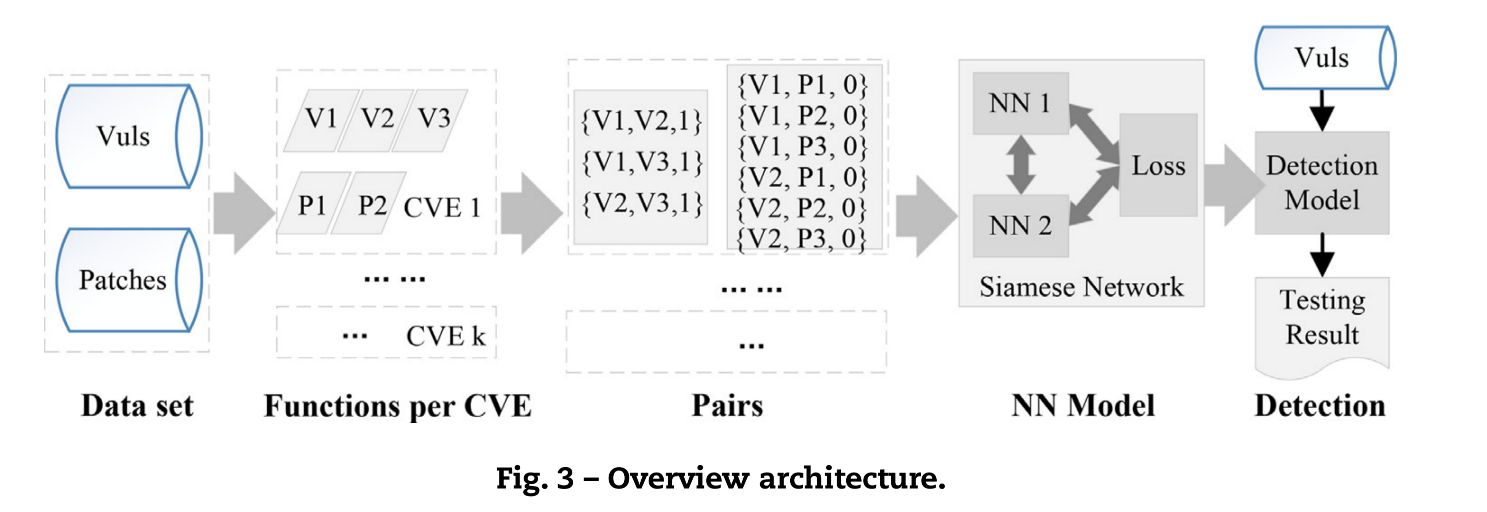 Vuls
Patches
Data set
V1 V2 V3
P1 P2 CVE 1
... ...
... CVE k
Functions per CVE
{V1,V2,1}
{V1,V3,1}
{V2,V3,1}
{V1, P1, 0}
{V1, P2, 0}
{V1, P3, 0}
{V2, P1, 0}
{V2, P2, 0}
{V2, P3, 0}
... ...
...
Pairs
NN 1
NN 2
Loss
Siamese Network
NN Model
Vuls
Detection
Model
Testing
Result
Detection
Fig. 3 – Overview architecture.